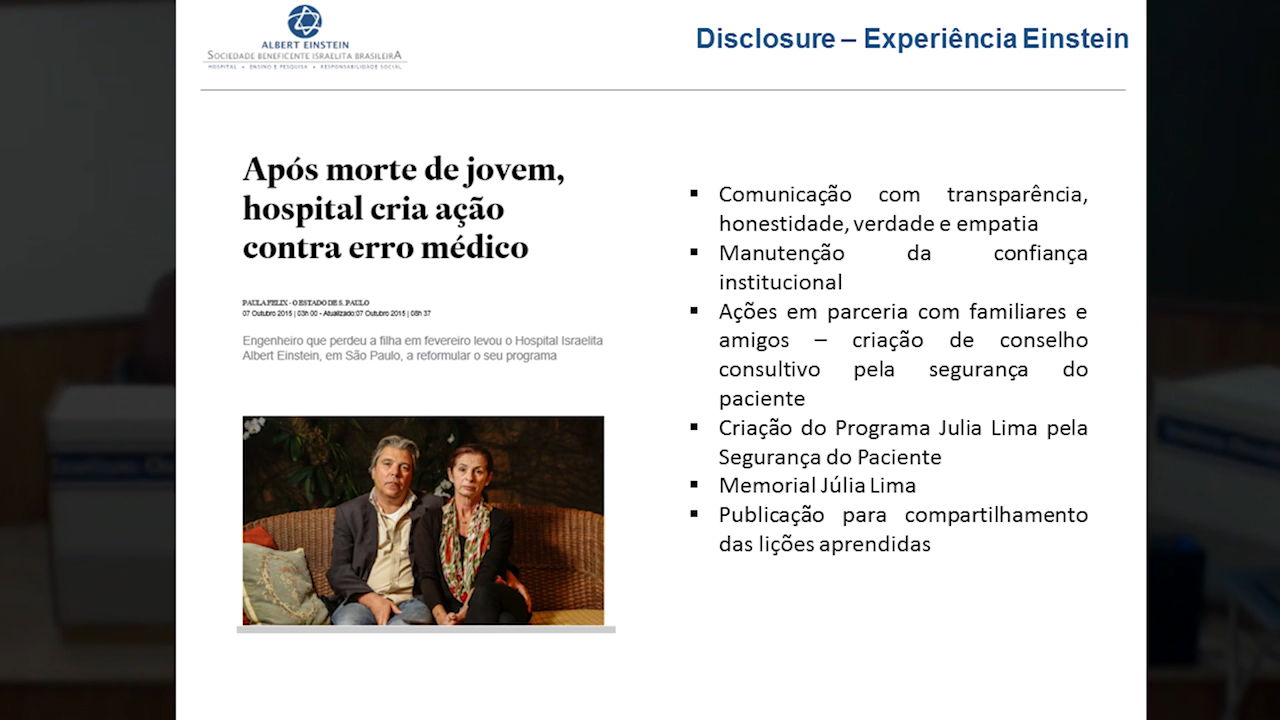 ALBERT EINSTEIN
SOCIEDADE BENEFICENTE ISRAELITA BRASILEIRA
HOSPITAL • ENSINO E PESQUISA • RESPONSABILIDADE SOCIAL
Disclosure – Experiência Einstein
Após morte de jovem,
hospital cria ação
contra erro médico
PAULA FELIX - O ESTADO DE S. PAULO
07 Outubro 2015 | 03h 00 - Atualizado:07 Outubro 2015 | 08h 37
Engenheiro que perdeu a filha em fevereiro levou o Hospital Israelita
Albert Einstein, em São Paulo, a reformular o seu programa
▪ Comunicação com transparência,
honestidade, verdade e empatia
▪ Manutenção da confiança
institucional
▪ Ações em parceria com familiares e
amigos – criação de conselho
consultivo pela segurança do
paciente
▪ Criação do Programa Julia Lima pela
Segurança do Paciente
▪ Memorial Júlia Lima
▪ Publicação para compartilhamento
das lições aprendidas